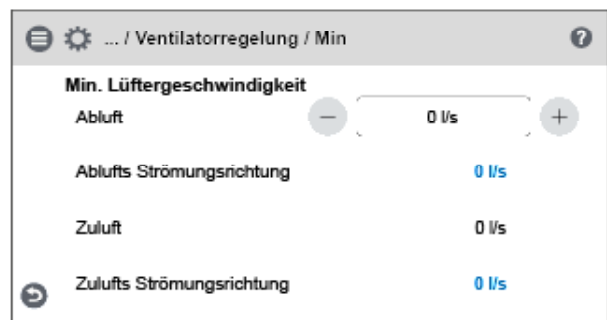 ... / Ventilatorregelung / Min ?
Min. Lüftergeschwindigkeit
Abluft − 0 l/s +
Ablufts Strömungsrichtung 0 l/s
Zuluft 0 l/s
Zulufts Strömungsrichtung 0 l/s